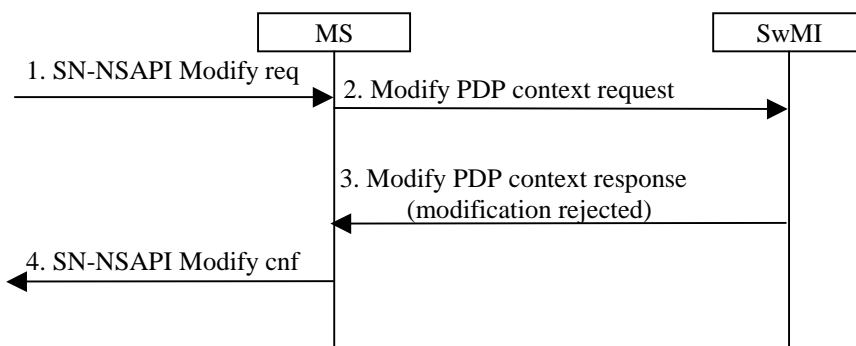 MS
SwMI
1. SN-NSAPI Modify req
2. Modify PDP context request
3. Modify PDP context response
(modification rejected)
4. SN-NSAPI Modify cnf